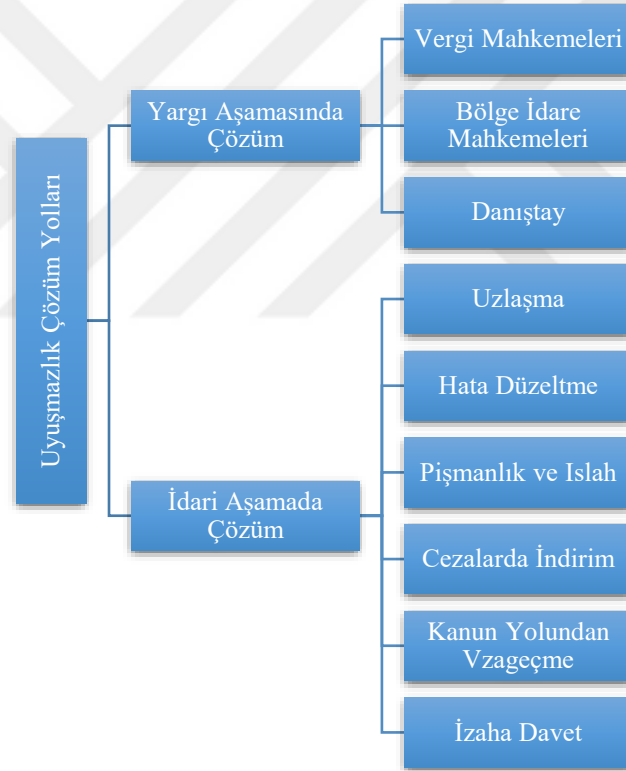 Uyuşmazlık Çözüm Yolları
Yargı Aşamasında
Çözüm
Vergi Mahkemeleri
Bölge İdare
Mahkemeleri
Danıştay
İdari Aşamada
Çözüm
Uzlaşma
Hata Düzeltme
Pişmanlık ve Islah
Cezalarda İndirim
Kanun Yolundan
Vzageçme
İzaha Davet